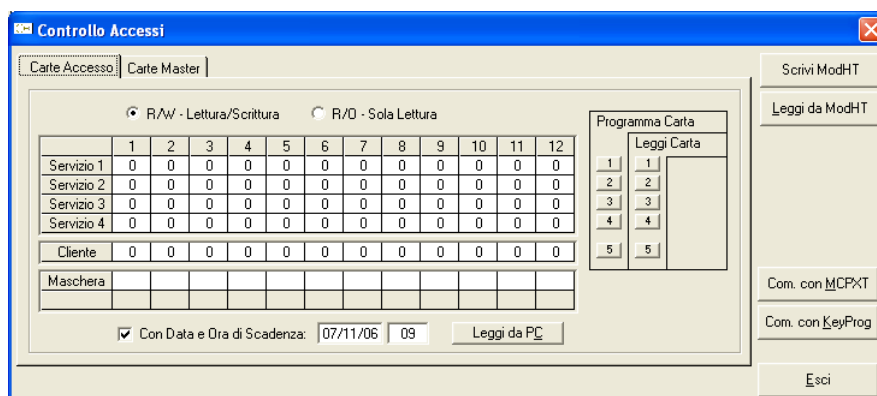 Controllo Accessi
Carte Accesso Carte Master
Scrivi ModHT
Leggi da ModHT
R/W - Lettura/Scrittura R/O - Sola Lettura
Programma Carta
Leggi Carta
1 2 3 4 5 6 7 8 9 10 11 12
Servizio 1 0 0 0 0 0 0 0 0 0 0 0 0
Servizio 2 0 0 0 0 0 0 0 0 0 0 0 0
Servizio 3 0 0 0 0 0 0 0 0 0 0 0 0
Servizio 4 0 0 0 0 0 0 0 0 0 0 0 0
Cliente 0 0 0 0 0 0 0 0 0 0 0 0
1 1
2 2
3 3
4 4
5 5
Maschera
Con Data e Ora di Scadenza: 07/11/06 09 Leggi da PC
Com. con MCPXT
Com. con KeyProg
Esci